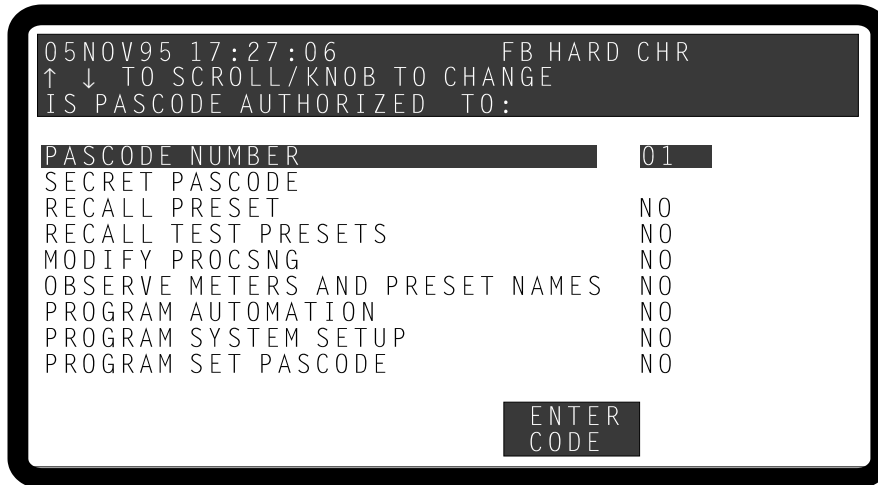 05NOV95 17:27:06 FB HARD CHR
↑ ↓ TO SCROLL/KNOB TO CHANGE
IS PASCODE AUTHORIZED TO:
PASCODE NUMBER 01
SECRET PASCODE
RECALL PRESET NO
RECALL TEST PRESETS NO
MODIFY PROCSNG NO
OBSERVE METERS AND PRESET NAMES NO
PROGRAM AUTOMATION NO
PROGRAM SYSTEM SETUP NO
PROGRAM SET PASCODE NO
ENTER
CODE